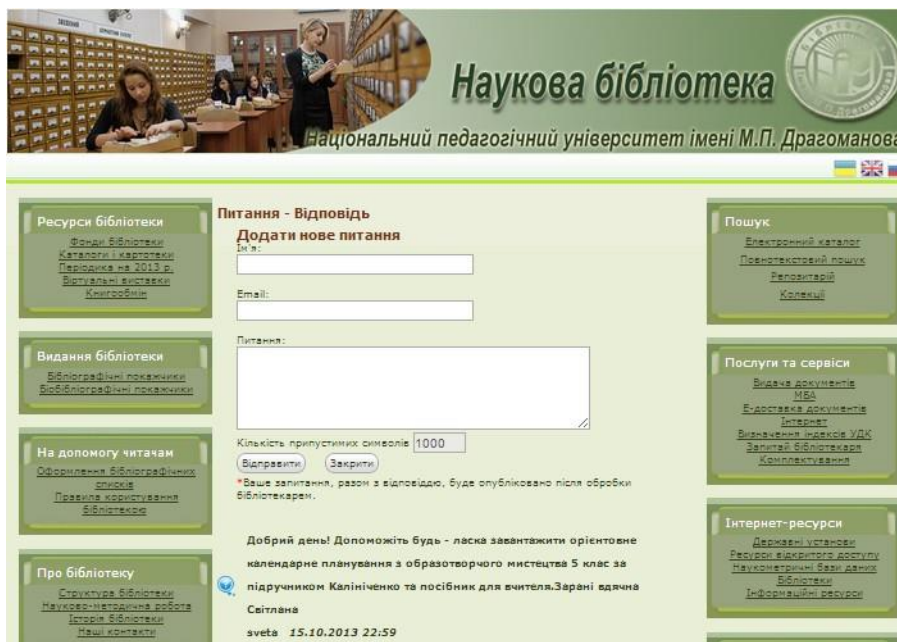 Наукова бібліотека
Національний педагогічний університет імені М.П. Драгоманова
Ресурси бібліотеки
Фонди бібліотеки
Каталоги і картотеки
Періодика на 2013 р.
Віртуальні виставки
Книгообмін
Видання бібліотеки
Бібліографічні покажчики
Біобібліографічні покажчики
На допомогу читачам
Оформлення бібліографічних
списків
Правила користування
бібліотекою
Про бібліотеку
Структура бібліотеки
Науково-методична робота
Історія бібліотеки
Наші контакти
Питання - Відповідь
Додати нове питання
Ім'я:
Email:
Питання:
Кількість припустимих символів 1000
Відправити Закрити
*Ваше запитання, разом з відповіддю, буде опубліковано після обробки
бібліотекарем.
Добрий день! Допоможіть будь - ласка завантажити орієнтовне
календарне планування з образотворчого мистецтва 5 клас за
підручником Калініченко та посібник для вчителя.Зарані вдячна
Світлана
sveta 15.10.2013 22:59
Пошук
Електронний каталог
Повнотекстовий пошук
Репозитарій
Колекції
Послуги та сервіси
Видача документів
МБА
Е-доставка документів
Інтернет
Визначення індексів УДК
Запитай бібліотекаря
Комплектування
Інтернет-ресурси
Державні установи
Ресурси відкритого доступу
Наукометричні бази даних
Бібліотеки
Інформаційні ресурси